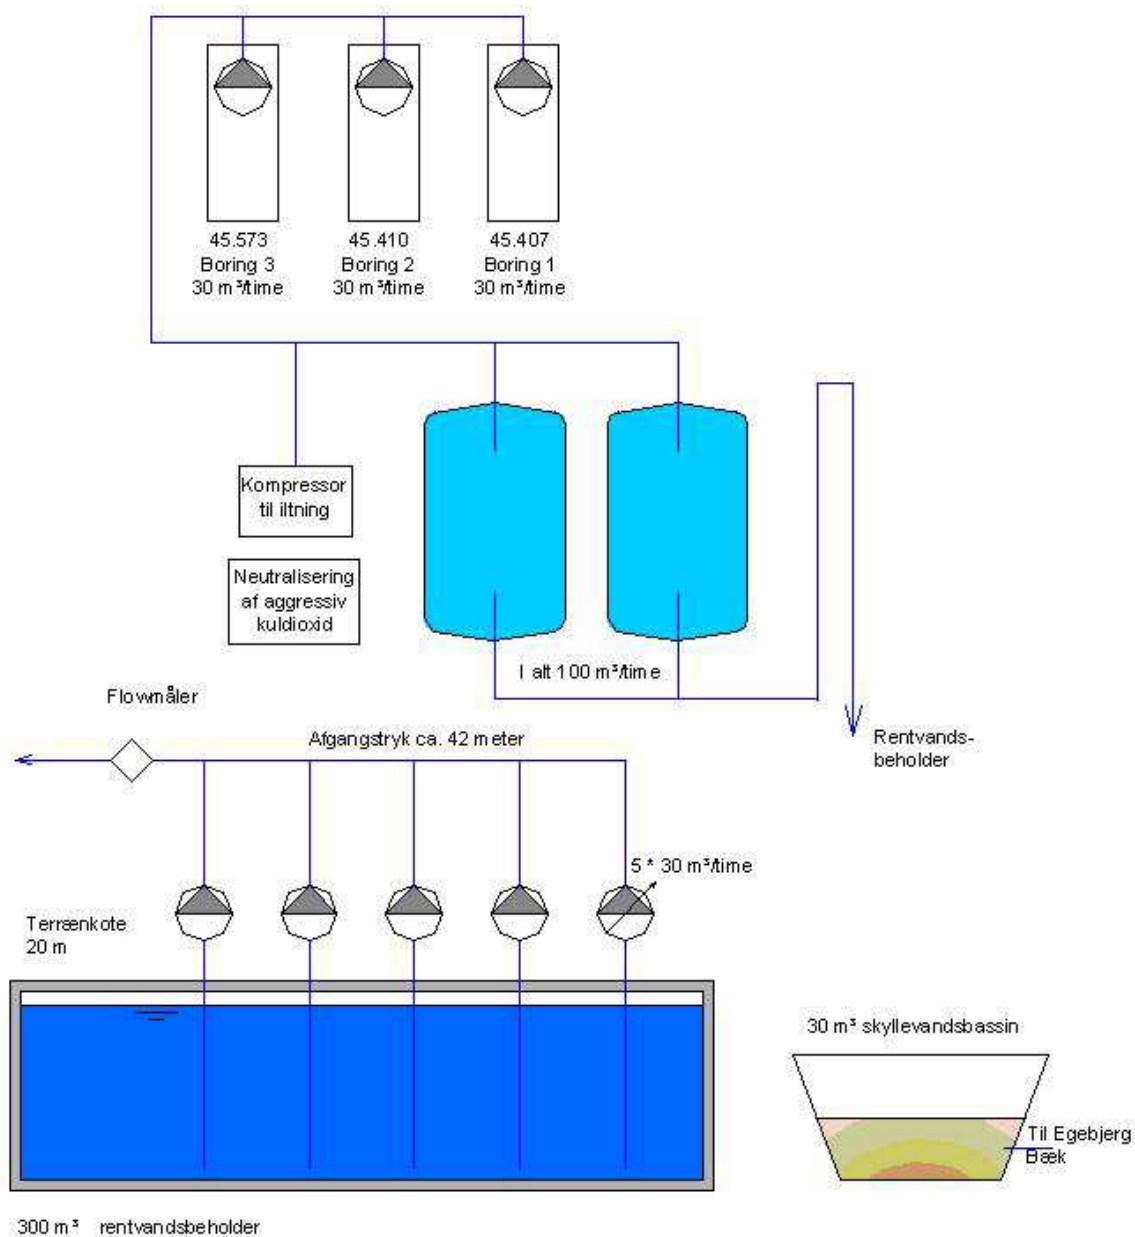 45.573
Boring 3
30 m³/time
45.410
Boring 2
30 m³/time
45.407
Boring 1
30 m³/time
Kompressor
til iltning
Neutralisering
af aggressiv
kuldioxid
I alt 100 m³/time
Flowmåler
Afgangstryk ca. 42 meter
Rentvands-
beholder
5 * 30 m³/time
Terrænkote
20 m
30 m³ skyllevandsbassin
Til Egebjerg
Bæk
300 m³ rentvandsbeholder